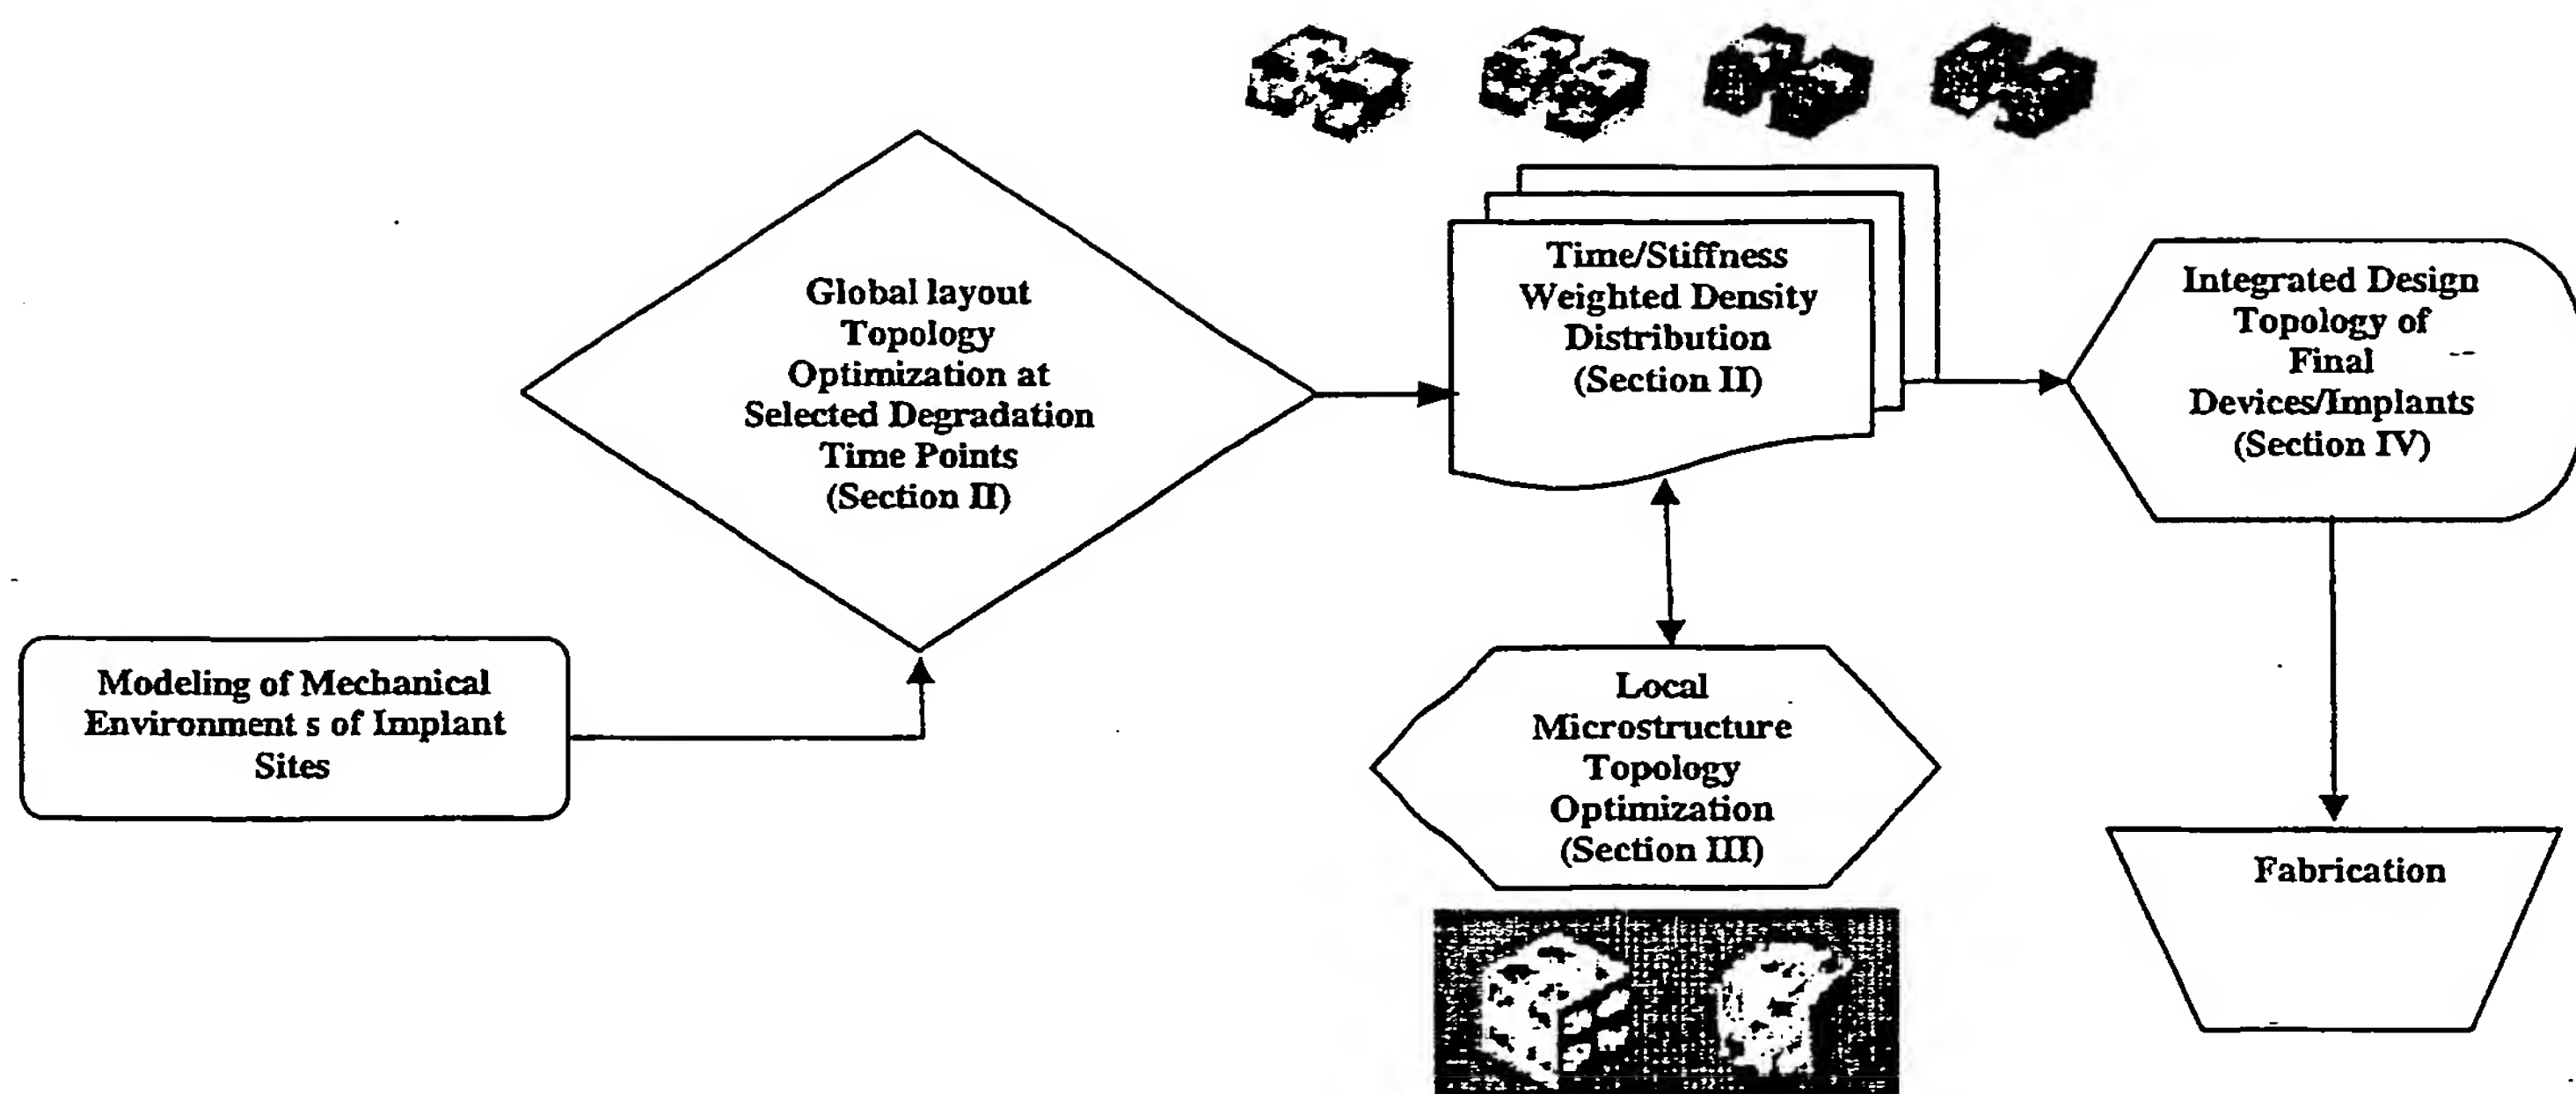 Global layout
Topology
Optimization at
Selected Degradation
Time Points
(Section II)
Time/Stiffness
Weighted Density
Distribution
(Section II)
Integrated Design
Topology of
Final
Devices/Implants
(Section IV)
Modeling of Mechanical
Environment s of Implant
Sites
Local
Microstructure
Topology
Optimization
(Section III)
Fabrication